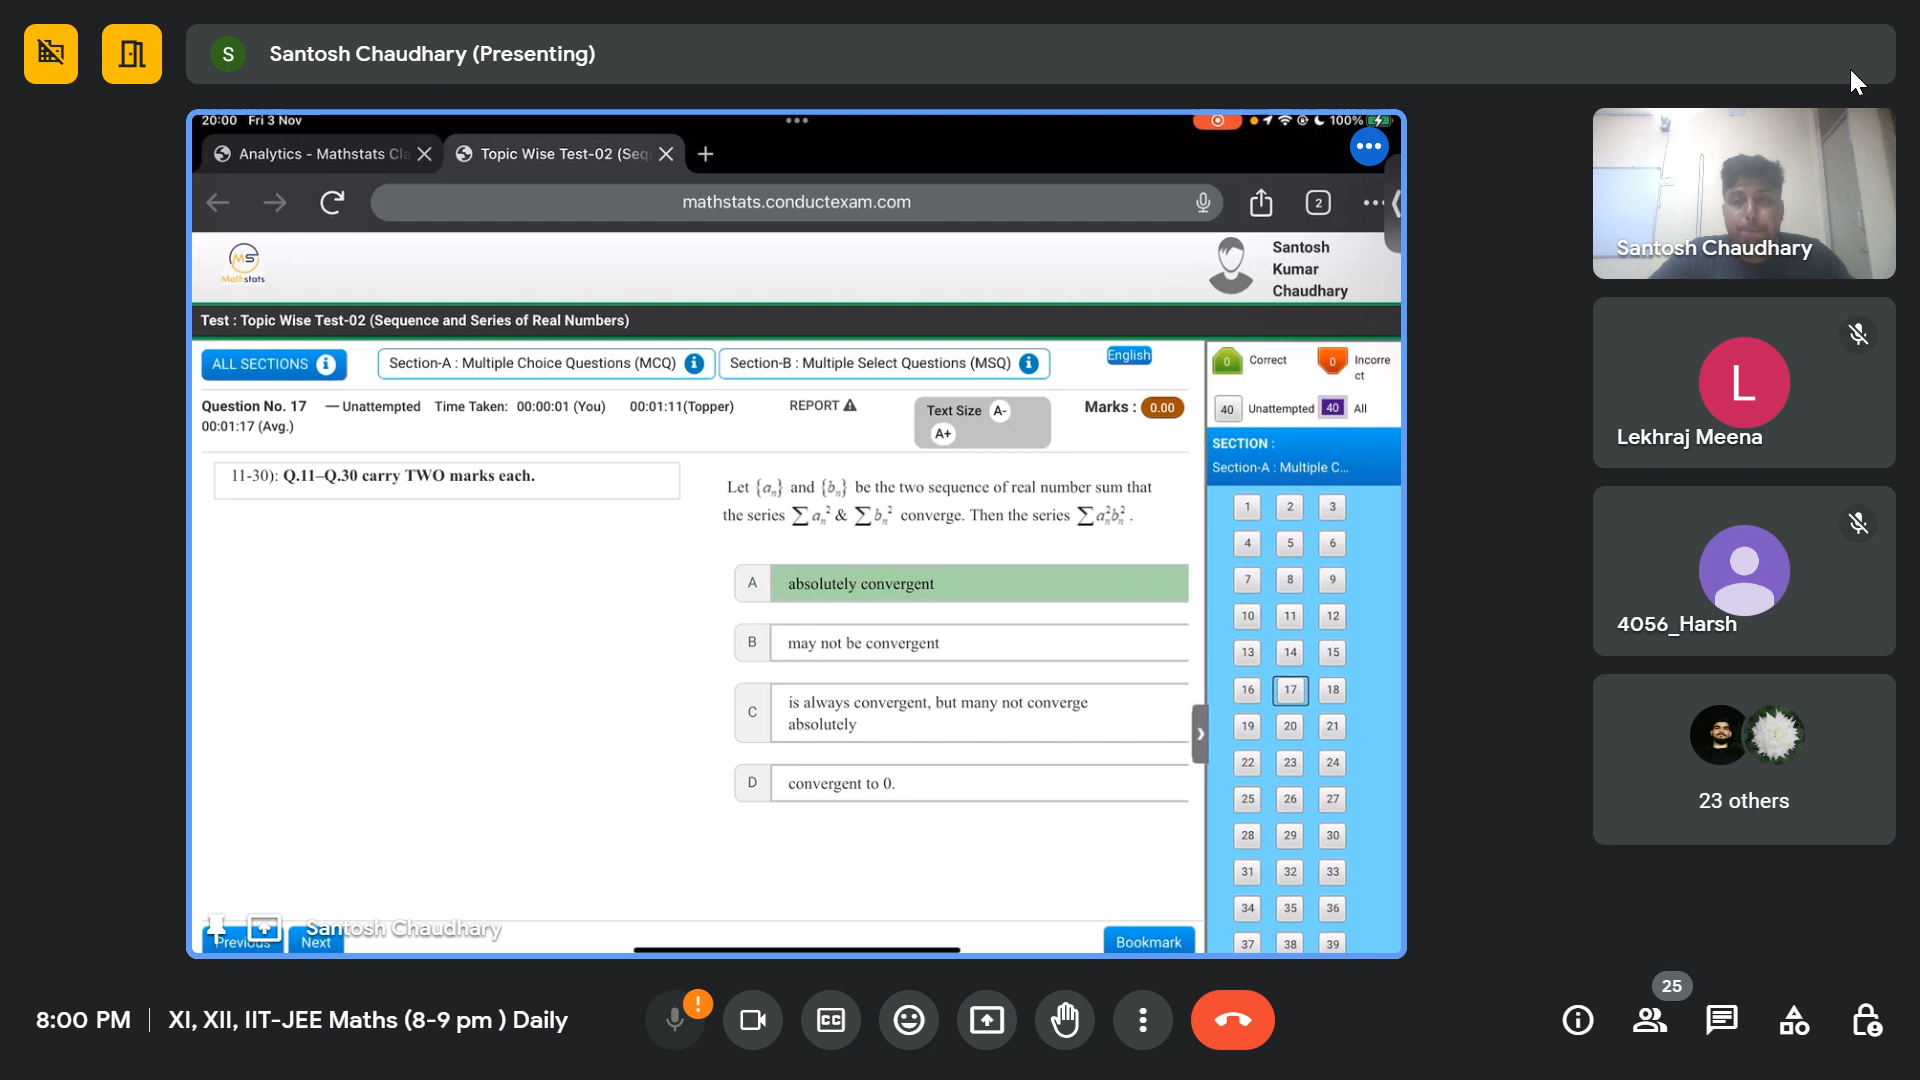 S Santosh Chaudhary (Presenting)
20:00 Fri 3 Nov
100%
Analytics - Mathstats Cla
Topic Wise Test-02 (Seq
mathstats.conductexam.com
2
MS
Mathstats
Santosh
Kumar
Chaudhary
Test : Topic Wise Test-02 (Sequence and Series of Real Numbers)
ALL SECTIONS i
Section-A : Multiple Choice Questions (MCQ) i
Section-B : Multiple Select Questions (MSQ) i
English
0 Correct
0 Incorre
ct
40 Unattempted 40 All
Question No. 17 — Unattempted Time Taken: 00:00:01 (You) 00:01:11(Topper)
00:01:17 (Avg.)
REPORT
Text Size A-
A+
Marks : 0.00
SECTION :
Section-A : Multiple C...
11-30): Q.11–Q.30 carry TWO marks each.
Let {aₙ} and {bₙ} be the two sequence of real number sum that
the series ∑aₙ² & ∑bₙ² converge. Then the series ∑aₙ²bₙ² .
A absolutely convergent
B may not be convergent
C is always convergent, but many not converge
absolutely
D convergent to 0.
1 2 3
4 5 6
7 8 9
10 11 12
13 14 15
16 17 18
19 20 21
22 23 24
25 26 27
28 29 30
31 32 33
34 35 36
37 38 39
Previous Next
Bookmark
Santosh Chaudhary
Santosh Chaudhary
L
Lekhraj Meena
4056_Harsh
23 others
8:00 PM | XI, XII, IIT-JEE Maths (8-9 pm ) Daily
CC
25